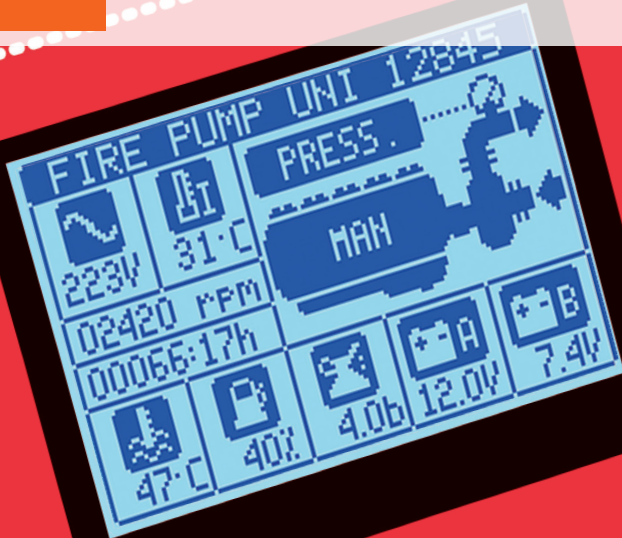 FIRE PUMP UNI 12845
PRESS.
MAN
223V
31°C
02420 rpm
00066:17h
47°C
40%
4.0b
A
12.0V
B
7.4V